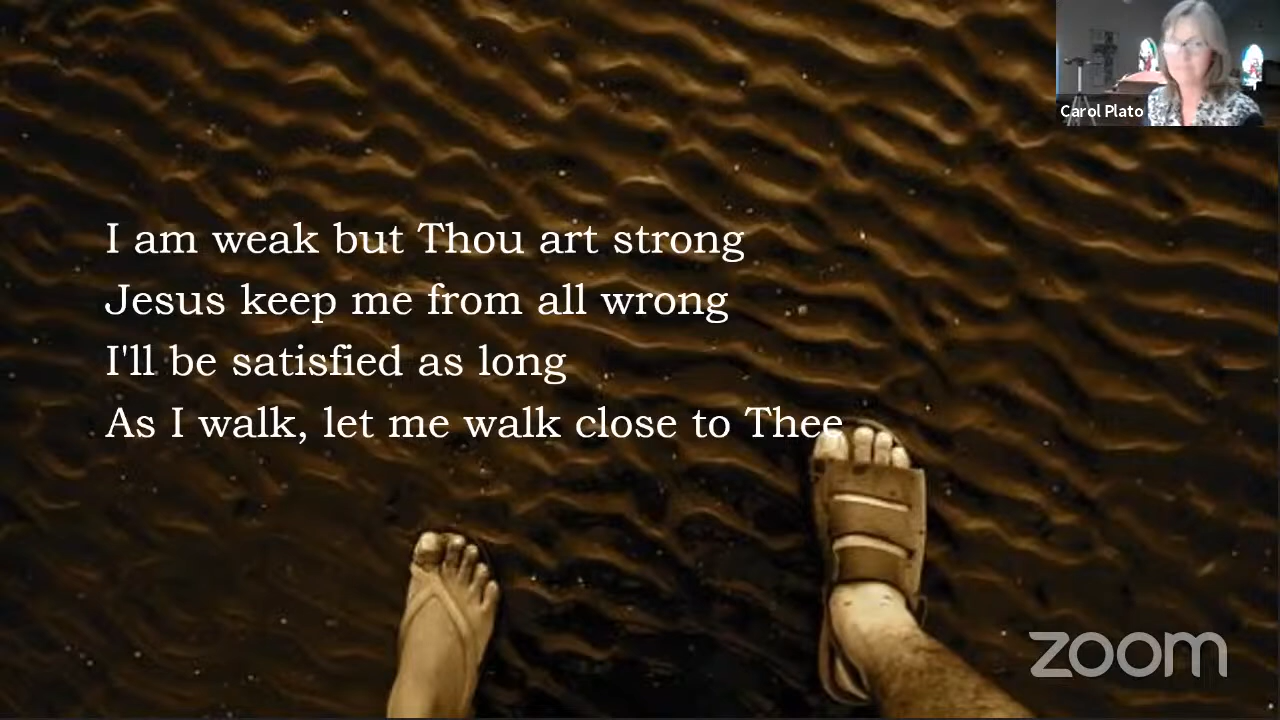 Carol Plato
I am weak but Thou art strong
Jesus keep me from all wrong
I'll be satisfied as long
As I walk, let me walk close to Thee
zoom